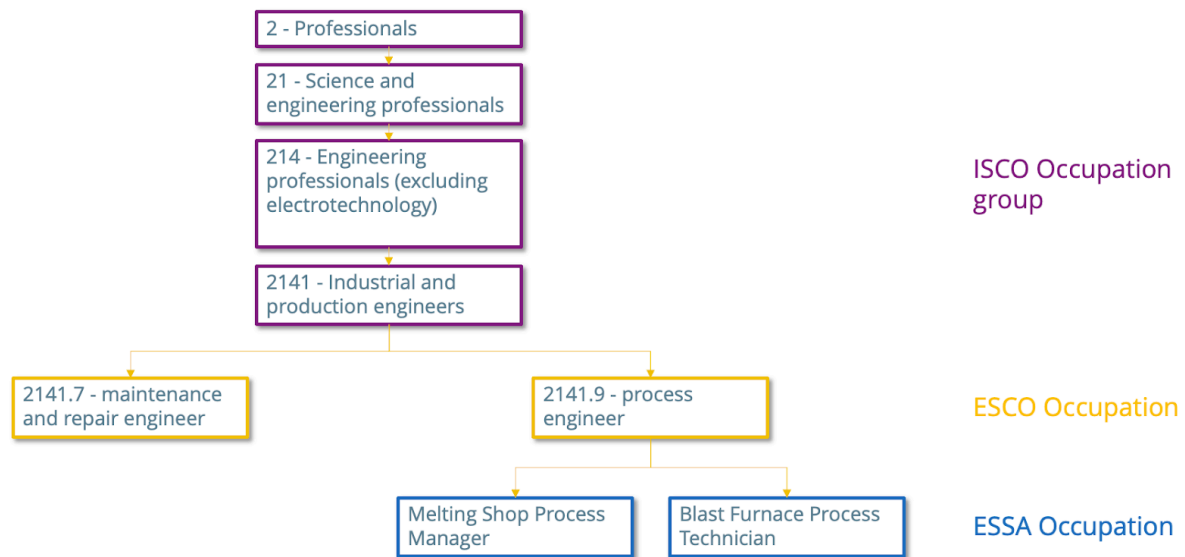 2 - Professionals
21 - Science and
engineering professionals
214 - Engineering
professionals (excluding
electrotechnology)
ISCO Occupation
group
2141 - Industrial and
production engineers
2141.7 - maintenance
and repair engineer
2141.9 - process
engineer
ESCO Occupation
Melting Shop Process
Manager
Blast Furnace Process
Technician
ESSA Occupation